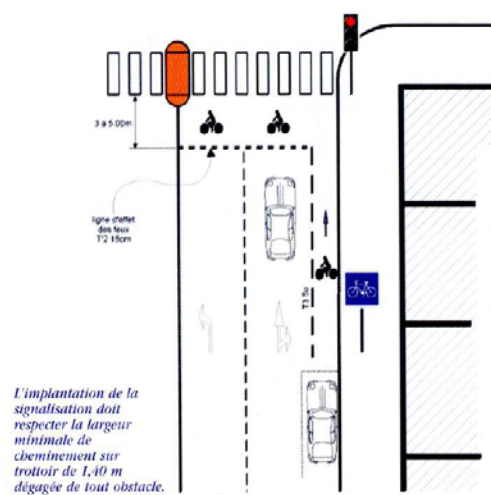 3 à 5.00m
ligne d'effet
des feux
T'2 15cm
T3 5u
L'implantation de la
signalisation doit
respecter la largeur
minimale de
cheminement sur
trottoir de 1,40 m
dégagée de tout obstacle.